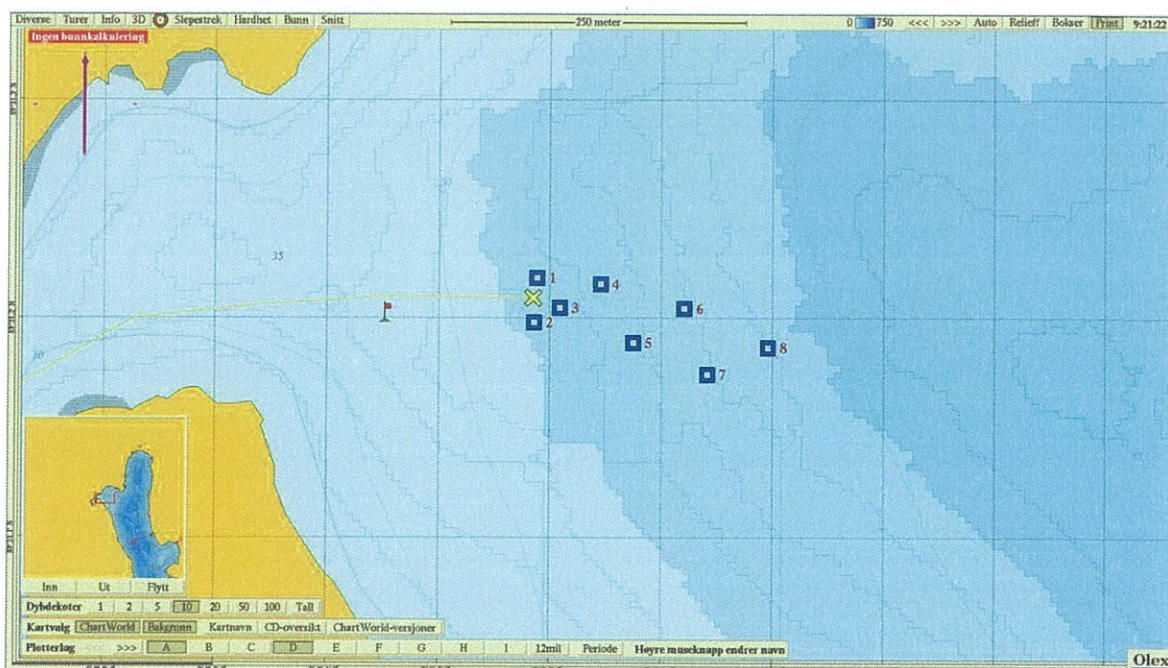 Diverse Turer Info 3D Slepestrek Hardhet Bunn Snitt 250 meter 0 750 <<< >>> Auto Relieff Bokser Print 9:21:22
Ingen bunnkalkulering
35
1
4
3
6
2
5
8
7
10
Inn Ut Flytt
Dybdekoter 1 2 5 10 20 50 100 Tall
Kartvalg ChartWorld Bakgrunn Kartnavn CD-oversikt ChartWorld-versjoner
Plotterlag <<< >>> A B C D E F G H I 12mil Periode Høyre museknapp endrer navn
Olex